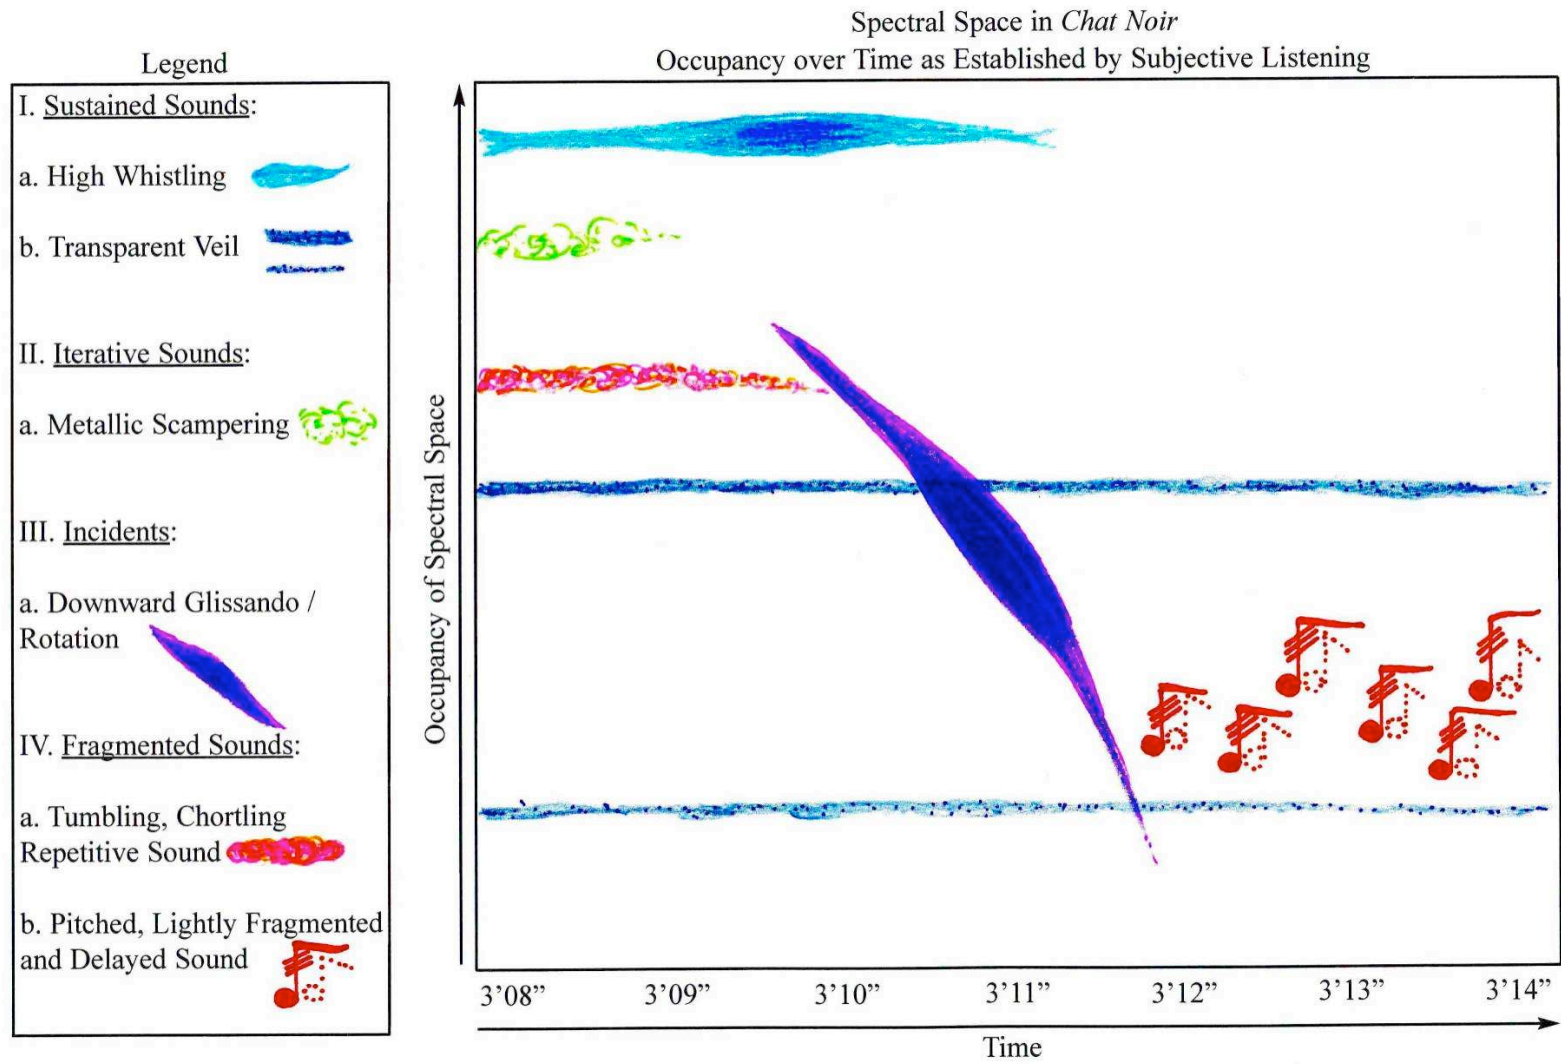 Spectral Space in Chat Noir
Occupancy over Time as Established by Subjective Listening
Legend
I. Sustained Sounds:
a. High Whistling
b. Transparent Veil
II. Iterative Sounds:
a. Metallic Scampering
III. Incidents:
a. Downward Glissando /
Rotation
IV. Fragmented Sounds:
a. Tumbling, Chortling
Repetitive Sound
b. Pitched, Lightly Fragmented
and Delayed Sound
Occupancy of Spectral Space
3’08” 3’09” 3’10” 3’11” 3’12” 3’13” 3’14”
Time